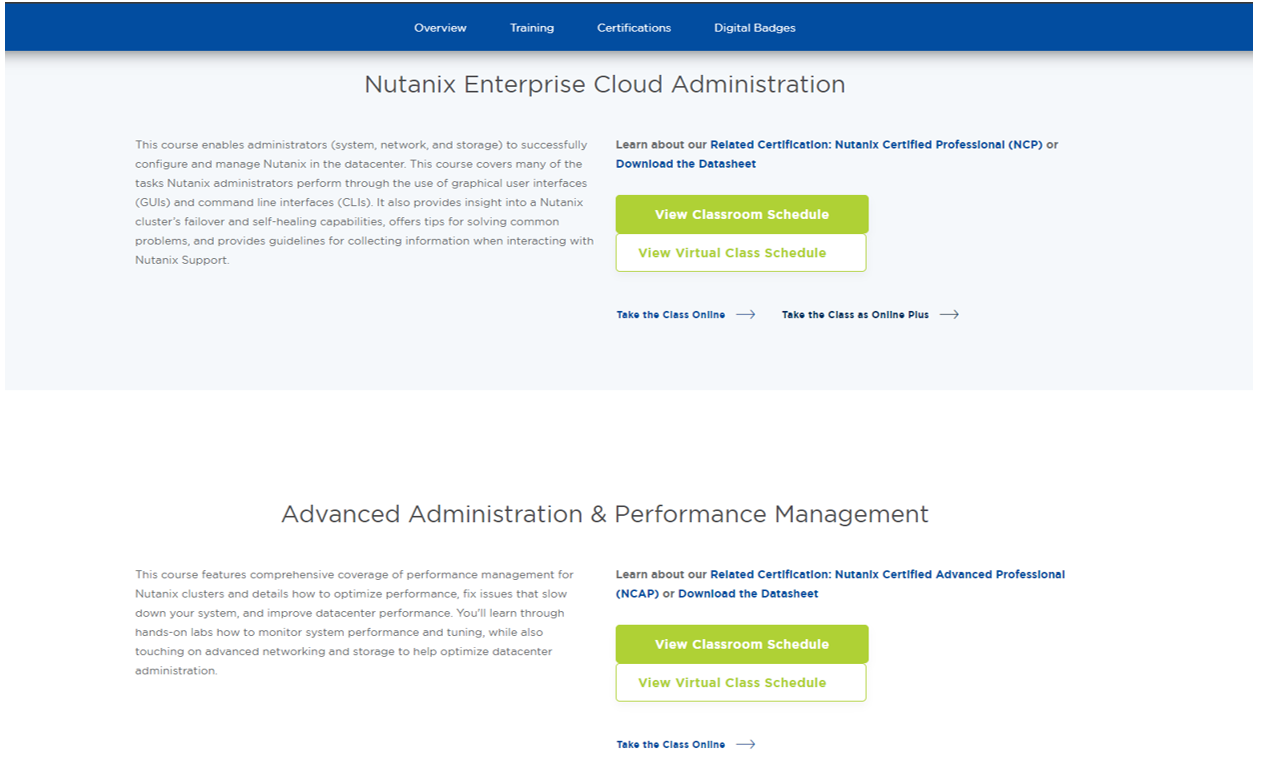 Overview Training Certifications Digital Badges
Nutanix Enterprise Cloud Administration
This course enables administrators (system, network, and storage) to successfully
configure and manage Nutanix in the datacenter. This course covers many of the
tasks Nutanix administrators perform through the use of graphical user interfaces
(GUIs) and command line interfaces (CLIs). It also provides insight into a Nutanix
cluster's failover and self-healing capabilities, offers tips for solving common
problems, and provides guidelines for collecting information when interacting with
Nutanix Support.
Learn about our Related Certification: Nutanix Certified Professional (NCP) or
Download the Datasheet
View Classroom Schedule
View Virtual Class Schedule
Take the Class Online Take the Class as Online Plus
Advanced Administration & Performance Management
This course features comprehensive coverage of performance management for
Nutanix clusters and details how to optimize performance, fix issues that slow
down your system, and improve datacenter performance. You'll learn through
hands-on labs how to monitor system performance and tuning, while also
touching on advanced networking and storage to help optimize datacenter
administration.
Learn about our Related Certification: Nutanix Certified Advanced Professional
(NCAP) or Download the Datasheet
View Classroom Schedule
View Virtual Class Schedule
Take the Class Online